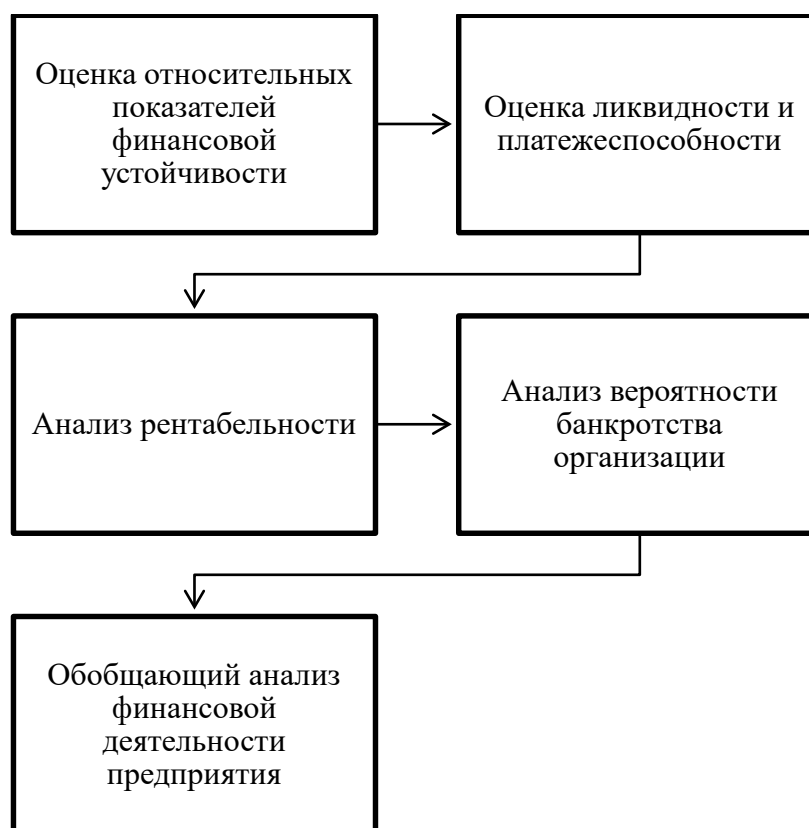 Оценка относительных
показателей
финансовой
устойчивости
Оценка ликвидности и
платежеспособности
Анализ рентабельности
Анализ вероятности
банкротства
организации
Обобщающий анализ
финансовой
деятельности
предприятия